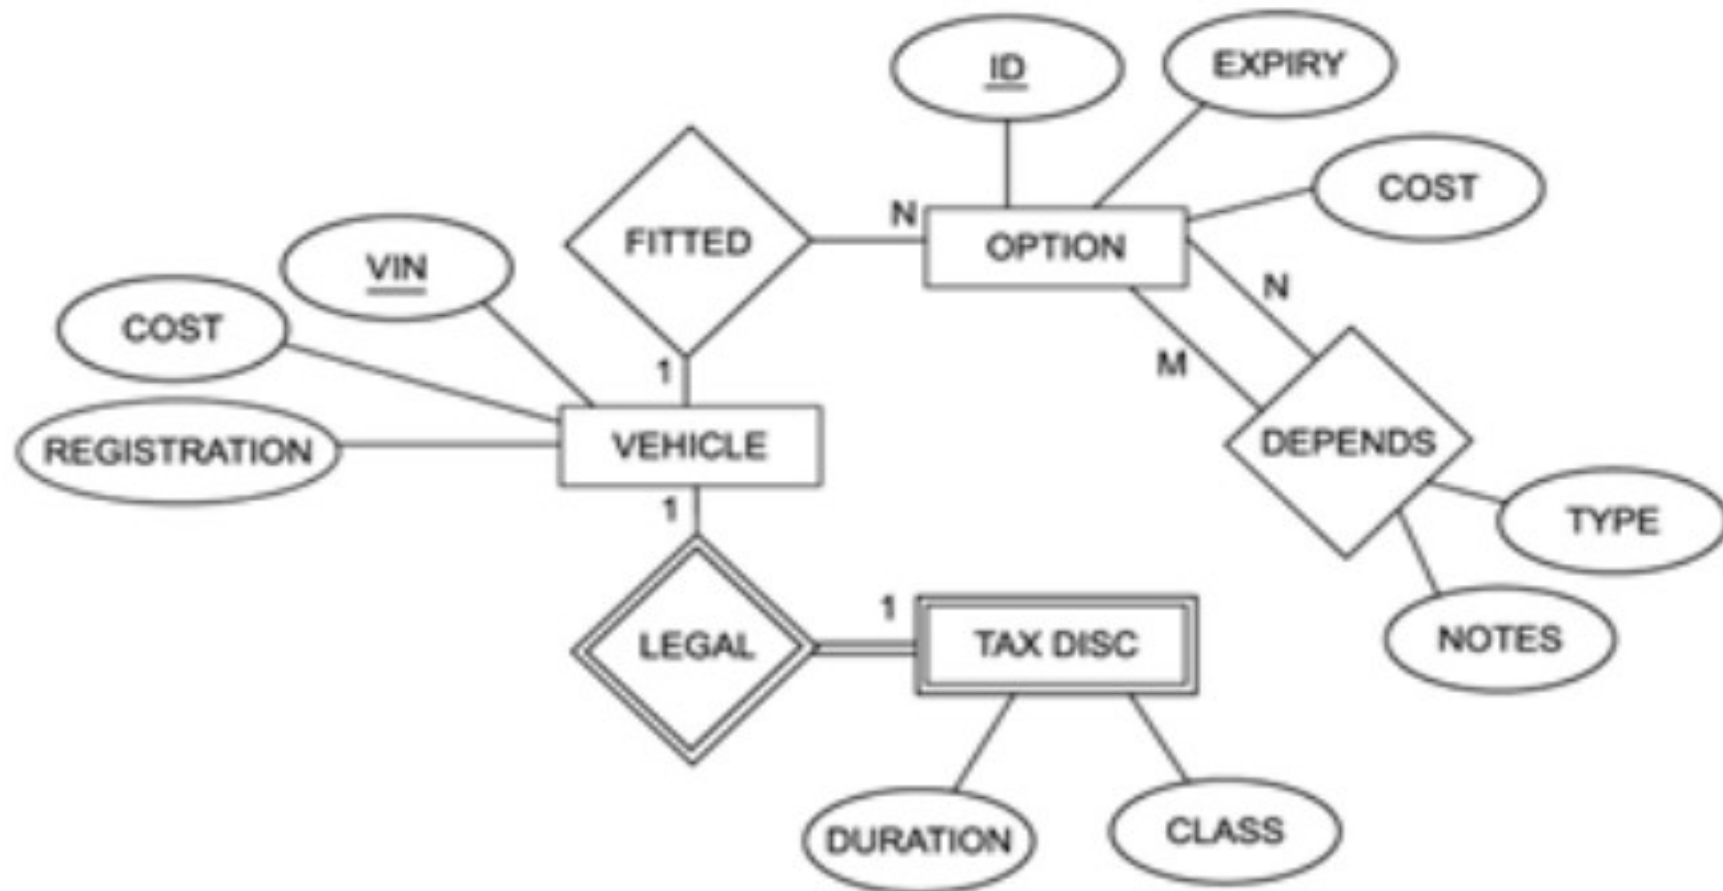 ID
EXPIRY
COST
N
FITTED
OPTION
VIN
N
COST
1
M
REGISTRATION
VEHICLE
DEPENDS
1
TYPE
1
LEGAL
TAX DISC
NOTES
DURATION
CLASS